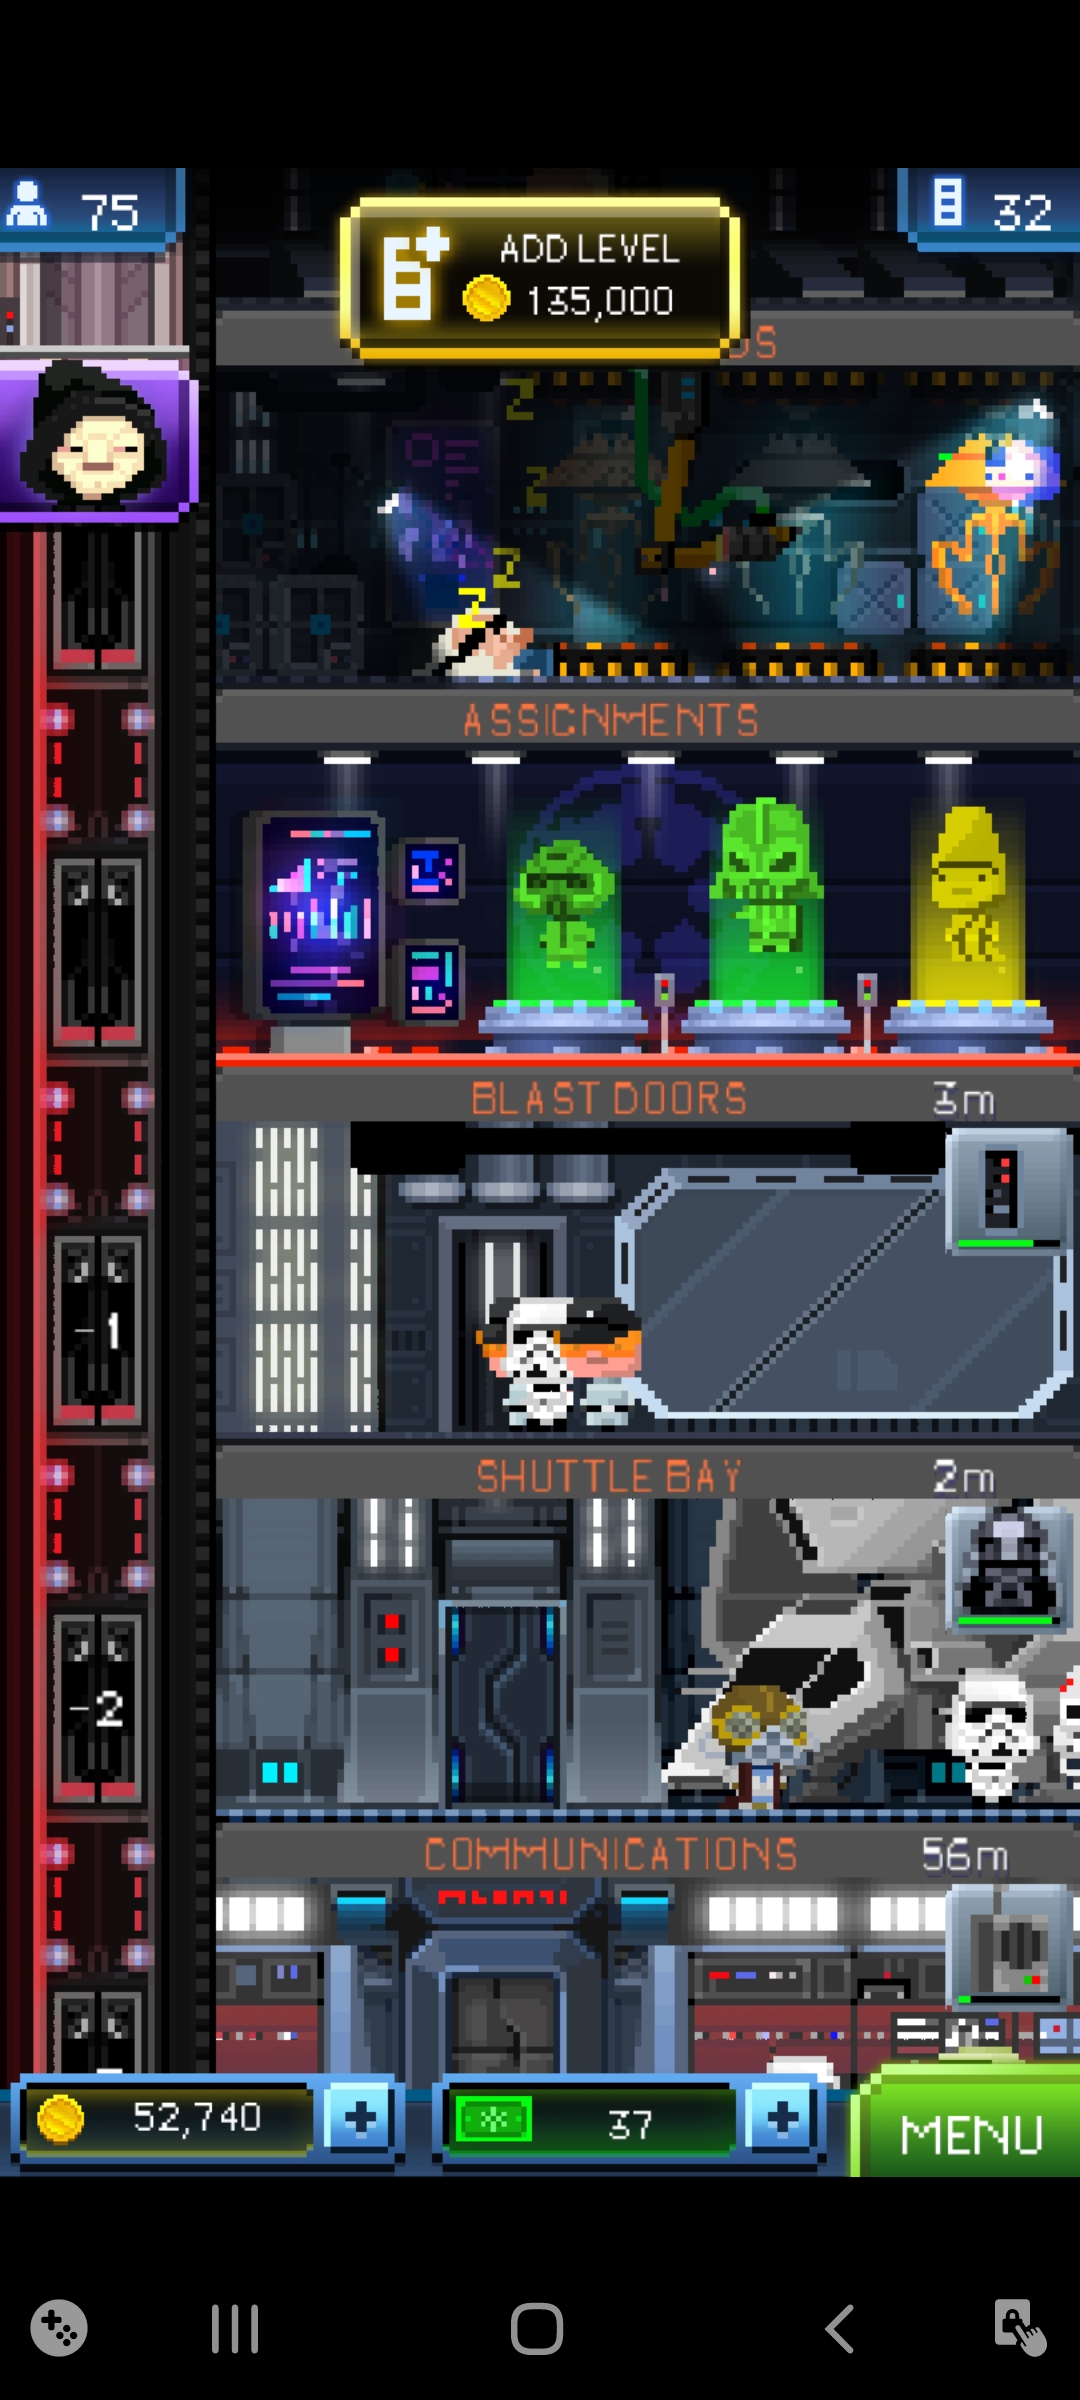 75
ADD LEVEL
135,000
32
DS
Z
Z
Z
Z
ASSIGNMENTS
BLAST DOORS 3m
-1
SHUTTLE BAY 2m
-2
COMMUNICATIONS 56m
52,740 +
37 +
MENU